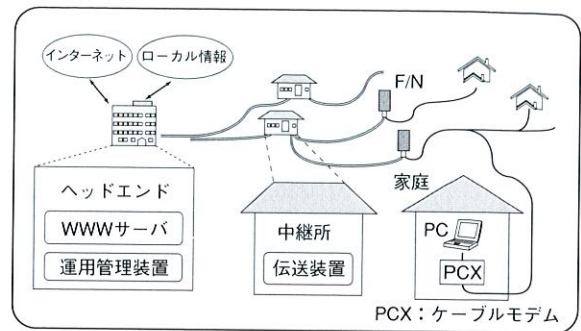 インターネット
ローカル情報
F/N
ヘッドエンド
WWWサーバ
運用管理装置
中継所
伝送装置
家庭
PC
PCX
PCX：ケーブルモデム